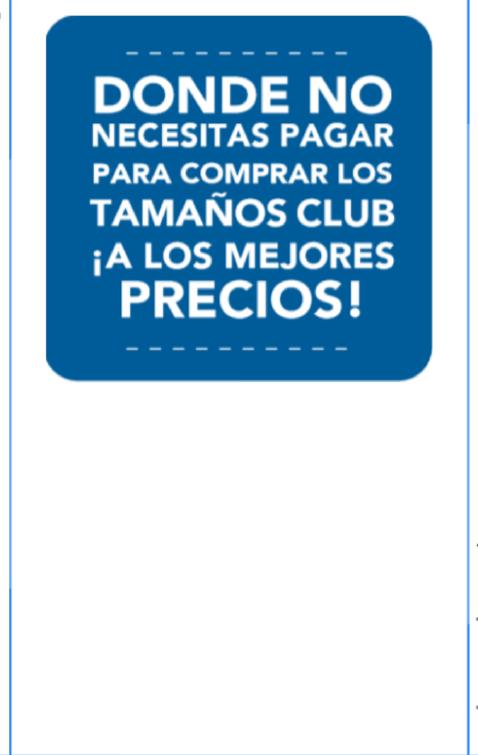 DONDE NO
NECESITAS PAGAR
PARA COMPRAR LOS
TAMAÑOS CLUB
¡A LOS MEJORES
PRECIOS!